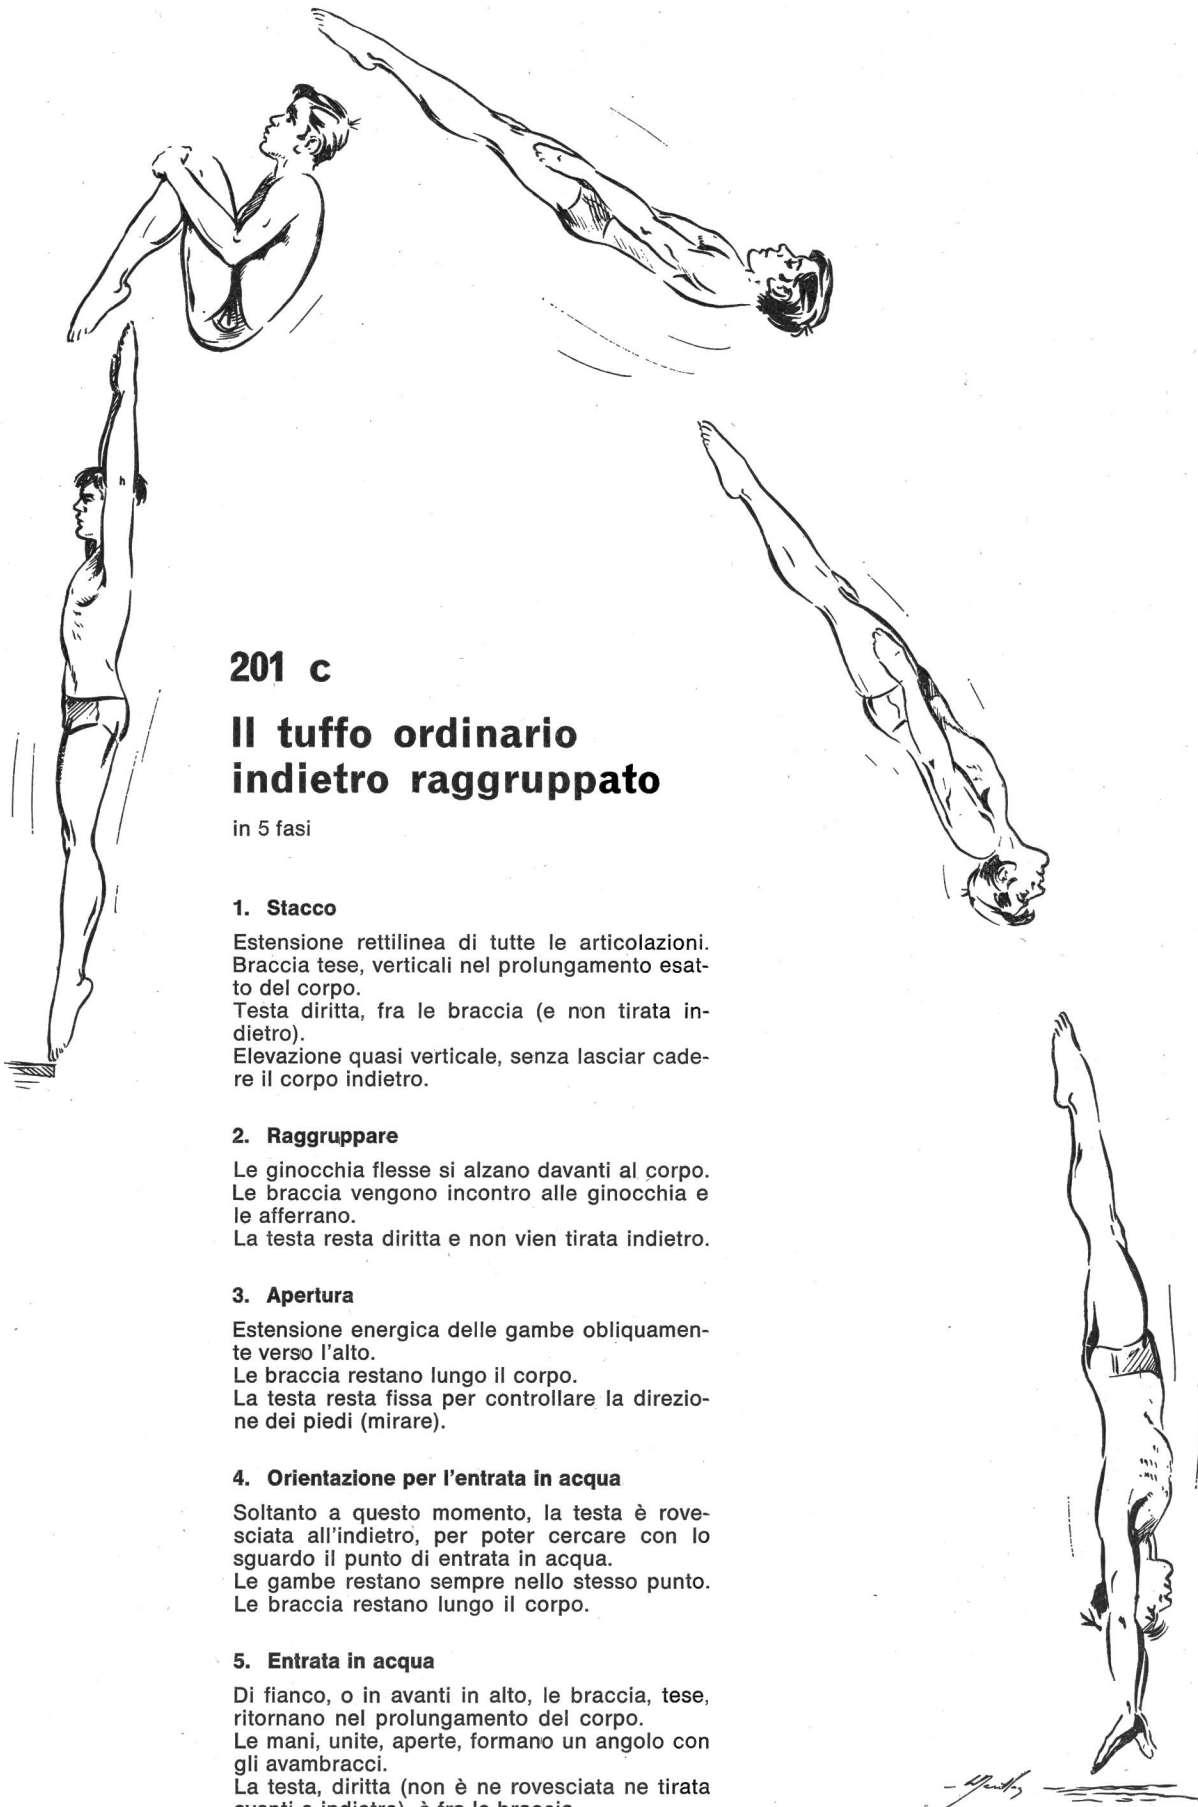 201 c
Il tuffo ordinario
indietro raggruppato
in 5 fasi
1. Stacco
Estensione rettilinea di tutte le articolazioni.
Braccia tese, verticali nel prolungamento esat-
to del corpo.
Testa diritta, fra le braccia (e non tirata in-
dietro).
Elevazione quasi verticale, senza lasciar cade-
re il corpo indietro.
2. Raggruppare
Le ginocchia flesse si alzano davanti al corpo.
Le braccia vengono incontro alle ginocchia e
le afferrano.
La testa resta diritta e non vien tirata indietro.
3. Apertura
Estensione energica delle gambe obliquamen-
te verso l'alto.
Le braccia restano lungo il corpo.
La testa resta fissa per controllare la direzio-
ne dei piedi (mirare).
4. Orientazione per l'entrata in acqua
Soltanto a questo momento, la testa è rove-
sciata all'indietro, per poter cercare con lo
sguardo il punto di entrata in acqua.
Le gambe restano sempre nello stesso punto.
Le braccia restano lungo il corpo.
5. Entrata in acqua
Di fianco, o in avanti in alto, le braccia, tese,
ritornano nel prolungamento del corpo.
Le mani, unite, aperte, formano un angolo con
gli avambracci.
La testa, diritta (non è ne rovesciata ne tirata